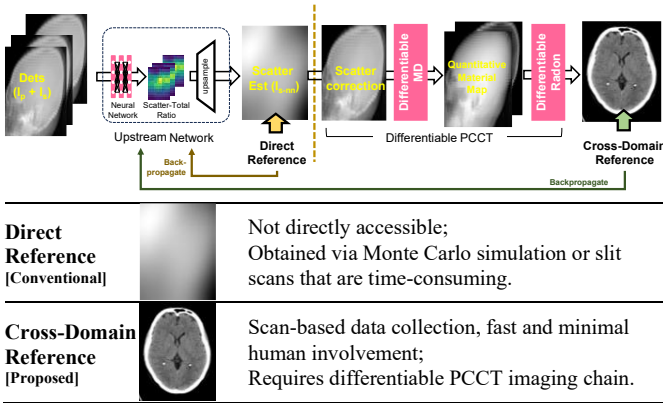 Dets
(Ip + Is)
Neural
Network
Scatter-Total
Ratio
upsample
Upstream Network
Scatter
Est (Is-nn)
Direct
Reference
Back-
propagate
Scatter
correction
Differentiable
MD
Quantitative
Material
Map
Differentiable
Radon
Differentiable PCCT
Cross-Domain
Reference
Backpropagate
Direct
Reference
[Conventional]
Not directly accessible;
Obtained via Monte Carlo simulation or slit
scans that are time-consuming.
Cross-Domain
Reference
[Proposed]
Scan-based data collection, fast and minimal
human involvement;
Requires differentiable PCCT imaging chain.